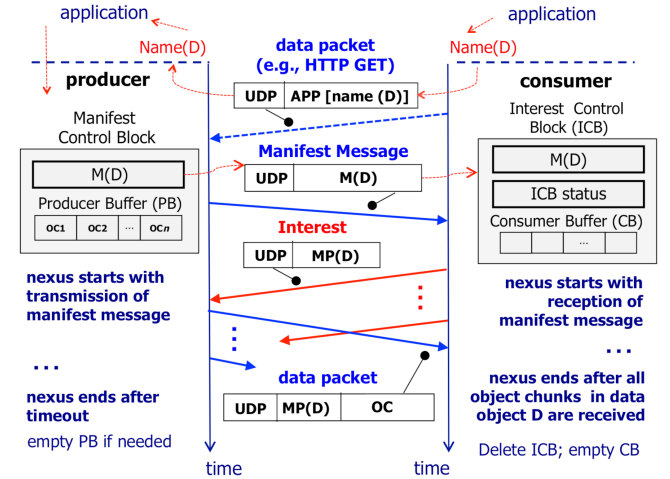 application
application
Name(D)
data packet
(e.g., HTTP GET)
Name(D)
producer
consumer
UDP
APP [name (D)]
Manifest
Control Block
Interest Control
Block (ICB)
Manifest Message
M(D)
UDP
M(D)
M(D)
ICB status
Producer Buffer (PB)
OC1
OC2
...
OCn
Consumer Buffer (CB)
...
Interest
UDP
MP(D)
nexus starts with
transmission of
manifest message
nexus starts with
reception of
manifest message
...
...
...
...
data packet
nexus ends after
timeout
UDP
MP(D)
OC
nexus ends after all
object chunks in data
object D are received
empty PB if needed
Delete ICB; empty CB
time
time